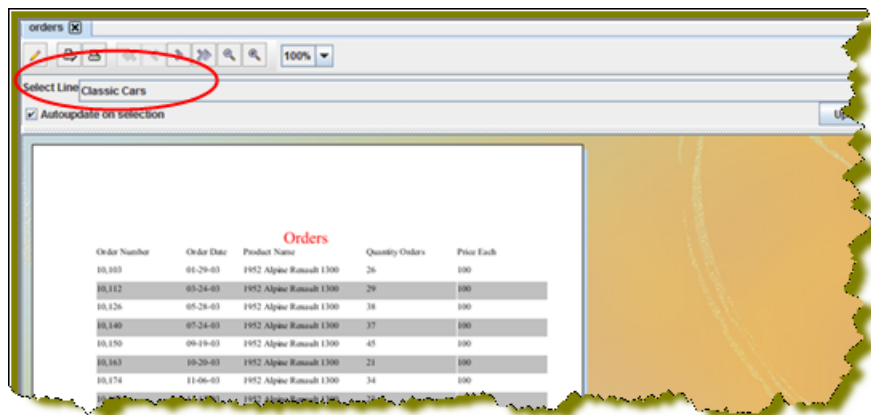 orders
100%
Select Line Classic Cars
Autoupdate on selection
Orders
Order Number Order Date Product Name Quantity Orders Price Each
10,103 01-29-03 1952 Alpine Renault 1300 26 100
10,112 03-24-03 1952 Alpine Renault 1300 29 100
10,126 05-28-03 1952 Alpine Renault 1300 38 100
10,140 07-24-03 1952 Alpine Renault 1300 37 100
10,150 09-19-03 1952 Alpine Renault 1300 45 100
10,163 10-20-03 1952 Alpine Renault 1300 21 100
10,174 11-06-03 1952 Alpine Renault 1300 34 100